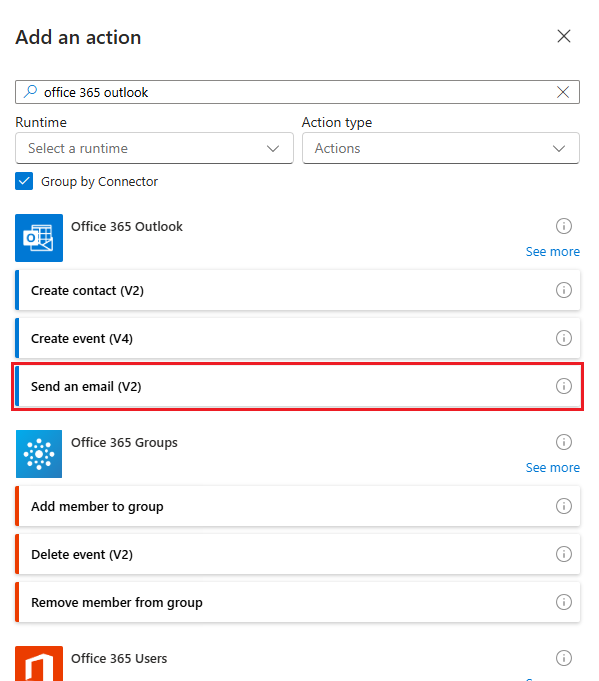 Add an action
office 365 outlook
Runtime
Action type
Select a runtime
Actions
Group by Connector
Office 365 Outlook
See more
Create contact (V2)
Create event (V4)
Send an email (V2)
Office 365 Groups
See more
Add member to group
Delete event (V2)
Remove member from group
Office 365 Users